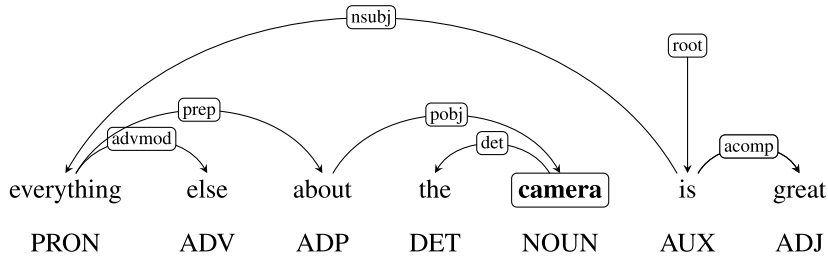 nsubj
root
prep
pobj
advmod
det
acomp
everything else about the camera is great
PRON ADV ADP DET NOUN AUX ADJ